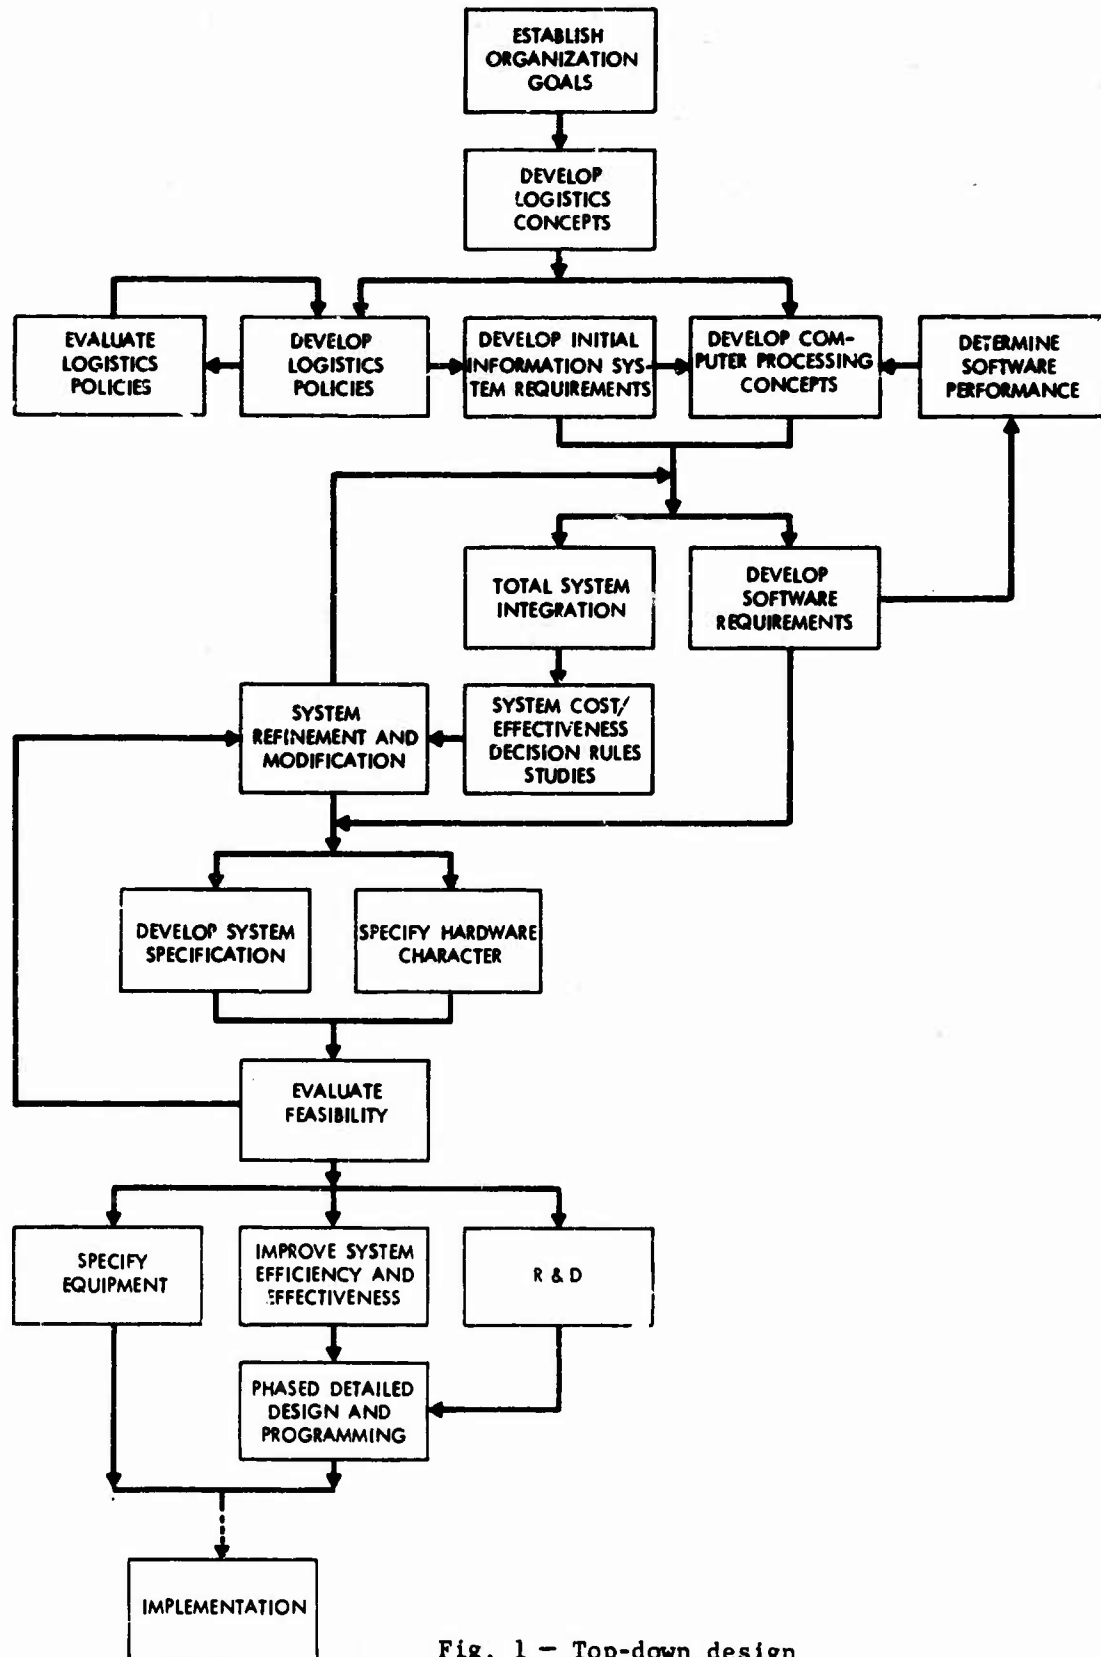 ESTABLISH
ORGANIZATION
GOALS
DEVELOP
LOGISTICS
CONCEPTS
EVALUATE
LOGISTICS
POLICIES
DEVELOP
LOGISTICS
POLICIES
DEVELOP INITIAL
INFORMATION SYS-
TEM REQUIREMENTS
DEVELOP COM-
PUTER PROCESSING
CONCEPTS
DETERMINE
SOFTWARE
PERFORMANCE
TOTAL SYSTEM
INTEGRATION
DEVELOP
SOFTWARE
REQUIREMENTS
SYSTEM
REFINEMENT AND
MODIFICATION
SYSTEM COST/
EFFECTIVENESS
DECISION RULES
STUDIES
DEVELOP SYSTEM
SPECIFICATION
SPECIFY HARDWARE
CHARACTER
EVALUATE
FEASIBILITY
SPECIFY
EQUIPMENT
IMPROVE SYSTEM
EFFICIENCY AND
EFFECTIVENESS
R & D
PHASED DETAILED
DESIGN AND
PROGRAMMING
IMPLEMENTATION
Fig. 1 — Top-down design